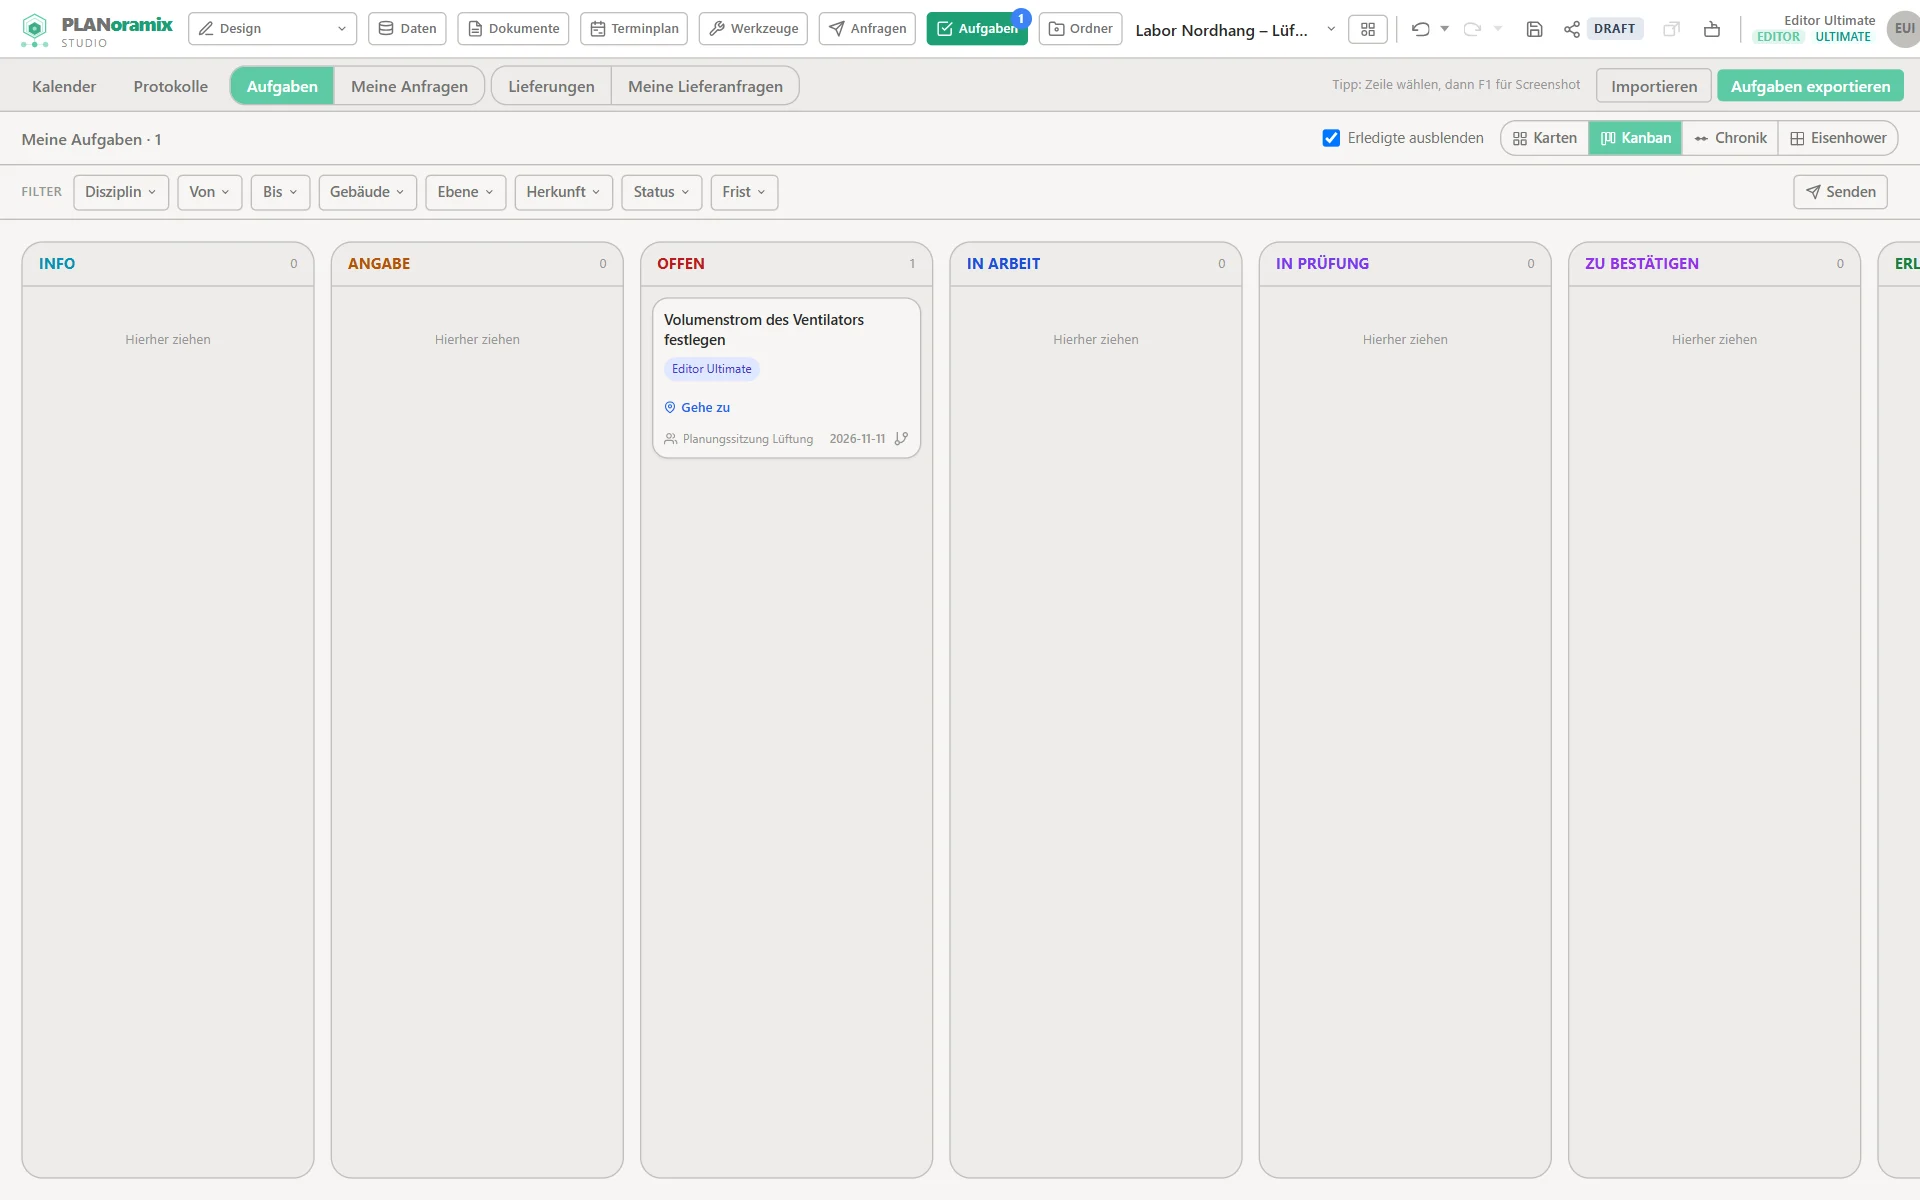 PLANoramix
STUDIO
Design
Daten
Dokumente
Terminplan
Werkzeuge
Anfragen
Aufgaben
1
Ordner
Labor Nordhang – Lüf...
DRAFT
Editor Ultimate
EDITOR ULTIMATE
EUI
Kalender
Protokolle
Aufgaben
Meine Anfragen
Lieferungen
Meine Lieferanfragen
Tipp: Zeile wählen, dann F1 für Screenshot
Importieren
Aufgaben exportieren
Meine Aufgaben · 1
Erledigte ausblenden
Karten
Kanban
Chronik
Eisenhower
FILTER
Disziplin
Von
Bis
Gebäude
Ebene
Herkunft
Status
Frist
Senden
INFO 0
Hierher ziehen
ANGABE 0
Hierher ziehen
OFFEN 1
Volumenstrom des Ventilators
festlegen
Editor Ultimate
Gehe zu
Planungssitzung Lüftung 2026-11-11
IN ARBEIT 0
Hierher ziehen
IN PRÜFUNG 0
Hierher ziehen
ZU BESTÄTIGEN 0
Hierher ziehen
ERL